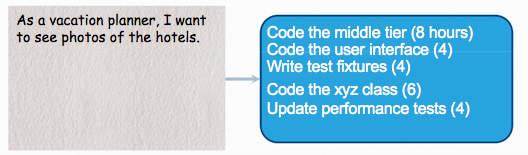 As a vacation planner, I want
to see photos of the hotels.
Code the middle tier (8 hours)
Code the user interface (4)
Write test fixtures (4)
Code the xyz class (6)
Update performance tests (4)